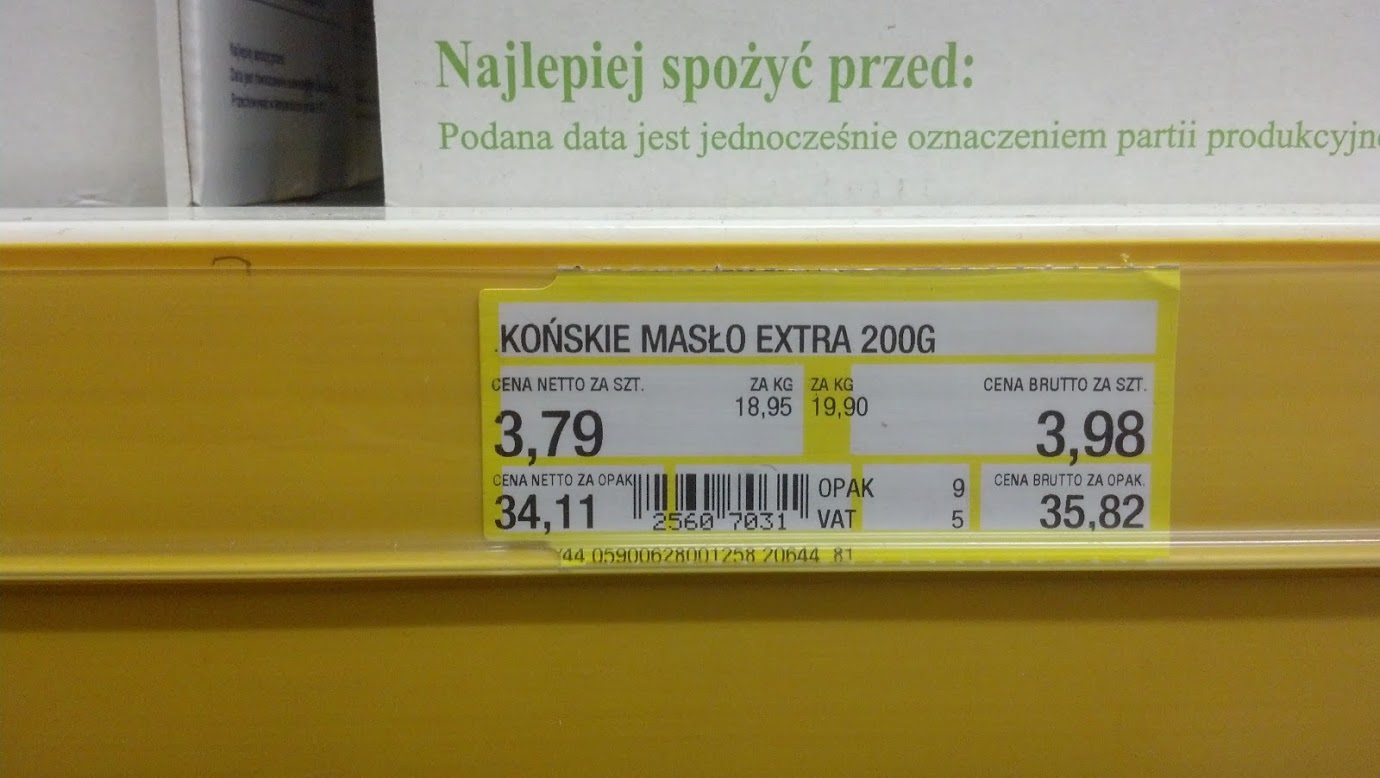 Najlepiej spożyć przed:
Podana data jest jednocześnie oznaczeniem partii produkcyjn
KOŃSKIE MASŁO EXTRA 200G
CENA NETTO ZA SZT. ZA KG ZA KG CENA BRUTTO ZA SZT.
18,95 19,90
3,79 3,98
CENA NETTO ZA OPAK OPAK 9 CENA BRUTTO ZA OPAK.
34,11 2560 7031 VAT 5 35,82
44 05900628001258 20644 81